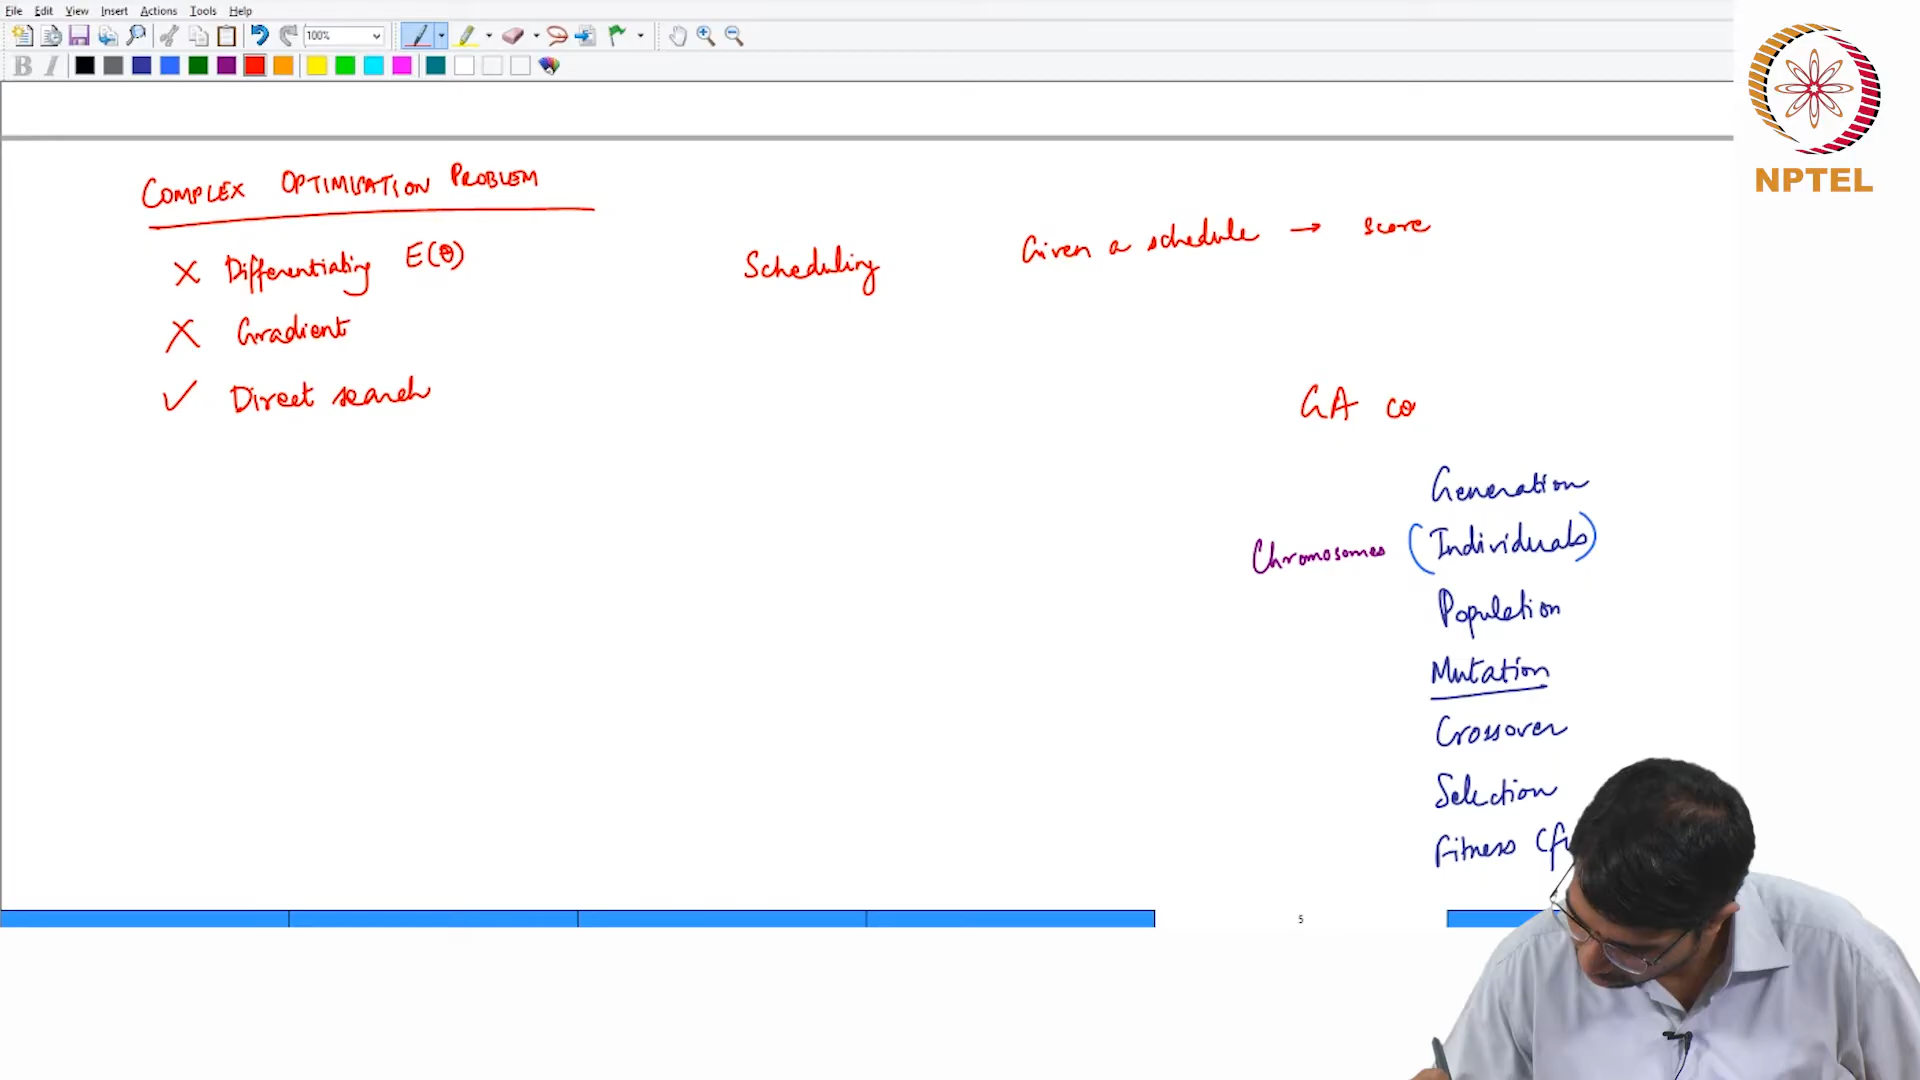 File Edit View Insert Actions Tools Help
100%
B I
NPTEL
COMPLEX OPTIMISATION PROBLEM
X Differentiating E(θ)
Scheduling
Given a schedule → score
X Gradient
✓ Direct search
GA co
Generation
Chromosomes (Individuals)
Population
Mutation
Crossover
Selection
Fitness (fu
5